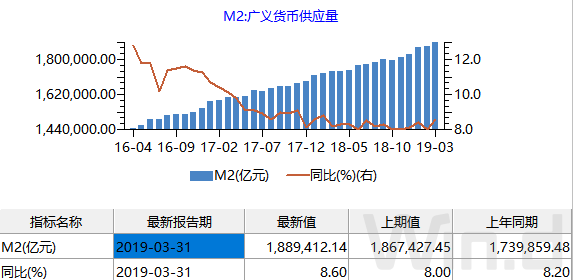 M2:广义货币供应量
1,800,000.00 12.0
1,620,000.00 10.0
1,440,000.00 8.0
16-04 16-09 17-02 17-07 17-12 18-05 18-10 19-03
M2(亿元) 同比(%)(右)
指标名称 最新报告期 最新值 上期值 上年同期
M2(亿元) 2019-03-31 1,889,412.14 1,867,427.45 1,739,859.48
同比(%) 2019-03-31 8.60 8.00 8.20
Win.d